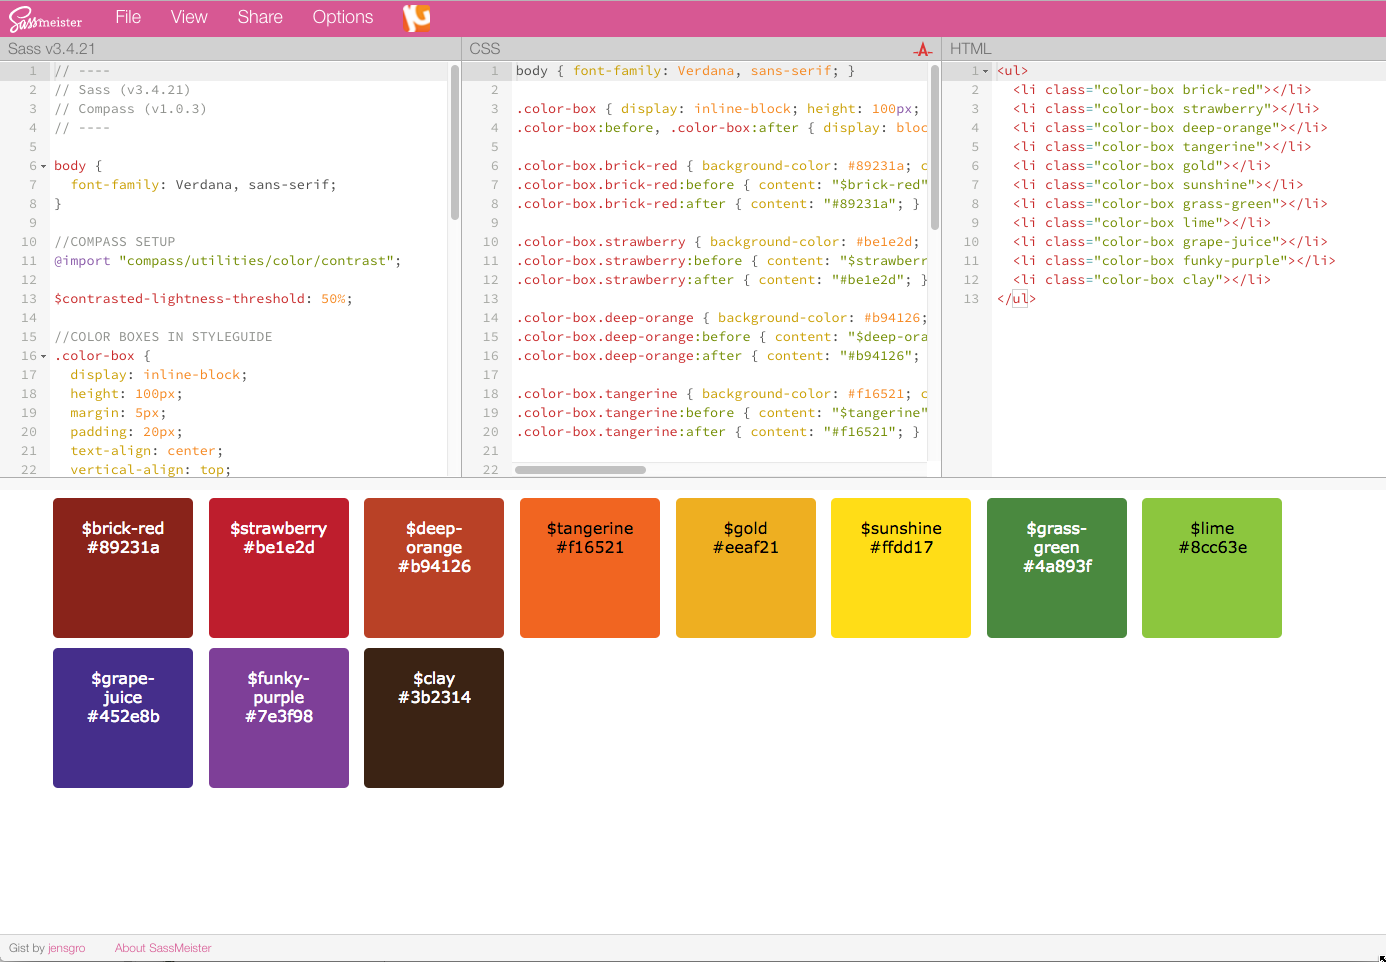 SassMeister File View Share Options
Sass v3.4.21
1 // ----
2 // Sass (v3.4.21)
3 // Compass (v1.0.3)
4 // ----
5
6 body {
7 font-family: Verdana, sans-serif;
8 }
9
10 //COMPASS SETUP
11 @import "compass/utilities/color/contrast";
12
13 $contrasted-lightness-threshold: 50%;
14
15 //COLOR BOXES IN STYLEGUIDE
16 .color-box {
17 display: inline-block;
18 height: 100px;
19 margin: 5px;
20 padding: 20px;
21 text-align: center;
22 vertical-align: top;
CSS
1 body { font-family: Verdana, sans-serif; }
2
3 .color-box { display: inline-block; height: 100px;
4 .color-box:before, .color-box:after { display: bloc
5
6 .color-box.brick-red { background-color: #89231a; c
7 .color-box.brick-red:before { content: "$brick-red"
8 .color-box.brick-red:after { content: "#89231a"; }
9
10 .color-box.strawberry { background-color: #be1e2d;
11 .color-box.strawberry:before { content: "$strawberr
12 .color-box.strawberry:after { content: "#be1e2d"; }
13
14 .color-box.deep-orange { background-color: #b94126;
15 .color-box.deep-orange:before { content: "$deep-ora
16 .color-box.deep-orange:after { content: "#b94126";
17
18 .color-box.tangerine { background-color: #f16521; c
19 .color-box.tangerine:before { content: "$tangerine"
20 .color-box.tangerine:after { content: "#f16521"; }
21
22
HTML
1 <ul>
2 <li class="color-box brick-red"></li>
3 <li class="color-box strawberry"></li>
4 <li class="color-box deep-orange"></li>
5 <li class="color-box tangerine"></li>
6 <li class="color-box gold"></li>
7 <li class="color-box sunshine"></li>
8 <li class="color-box grass-green"></li>
9 <li class="color-box lime"></li>
10 <li class="color-box grape-juice"></li>
11 <li class="color-box funky-purple"></li>
12 <li class="color-box clay"></li>
13 </ul>
$brick-red
#89231a
$strawberry
#be1e2d
$deep-
orange
#b94126
$tangerine
#f16521
$gold
#eeaf21
$sunshine
#ffdd17
$grass-
green
#4a893f
$lime
#8cc63e
$grape-
juice
#452e8b
$funky-
purple
#7e3f98
$clay
#3b2314
Gist by jensgro About SassMeister